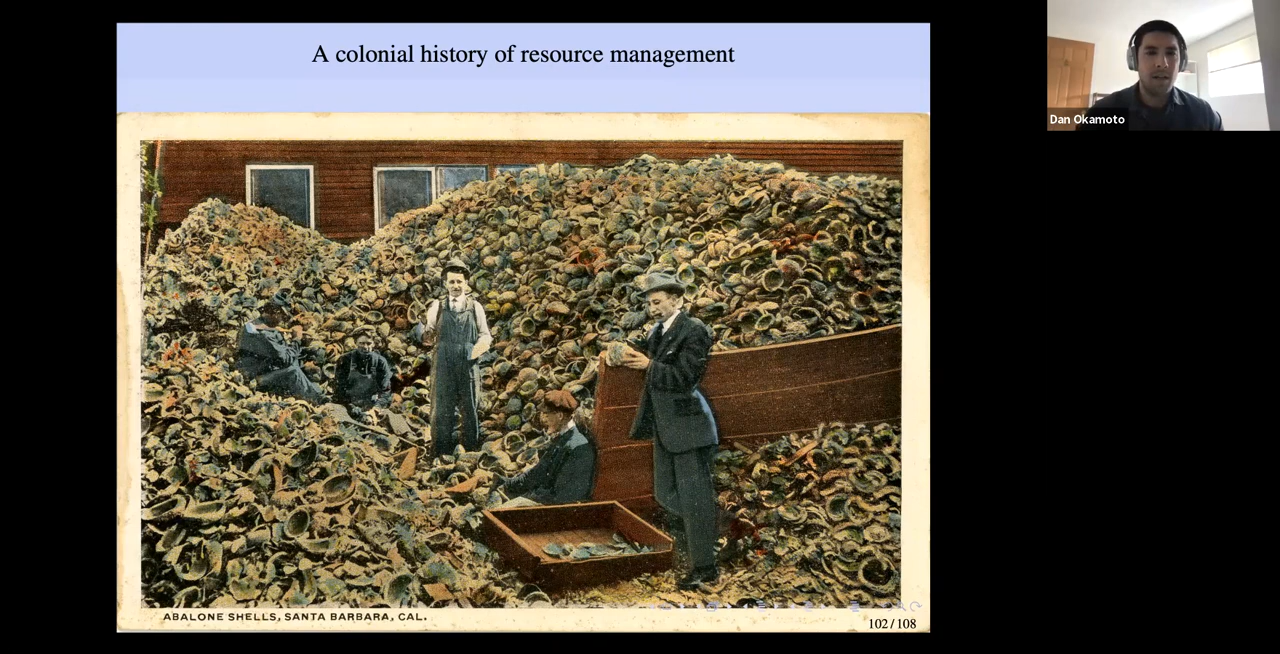 A colonial history of resource management
Dan Okamoto
ABALONE SHELLS, SANTA BARBARA, CAL.
102 / 108